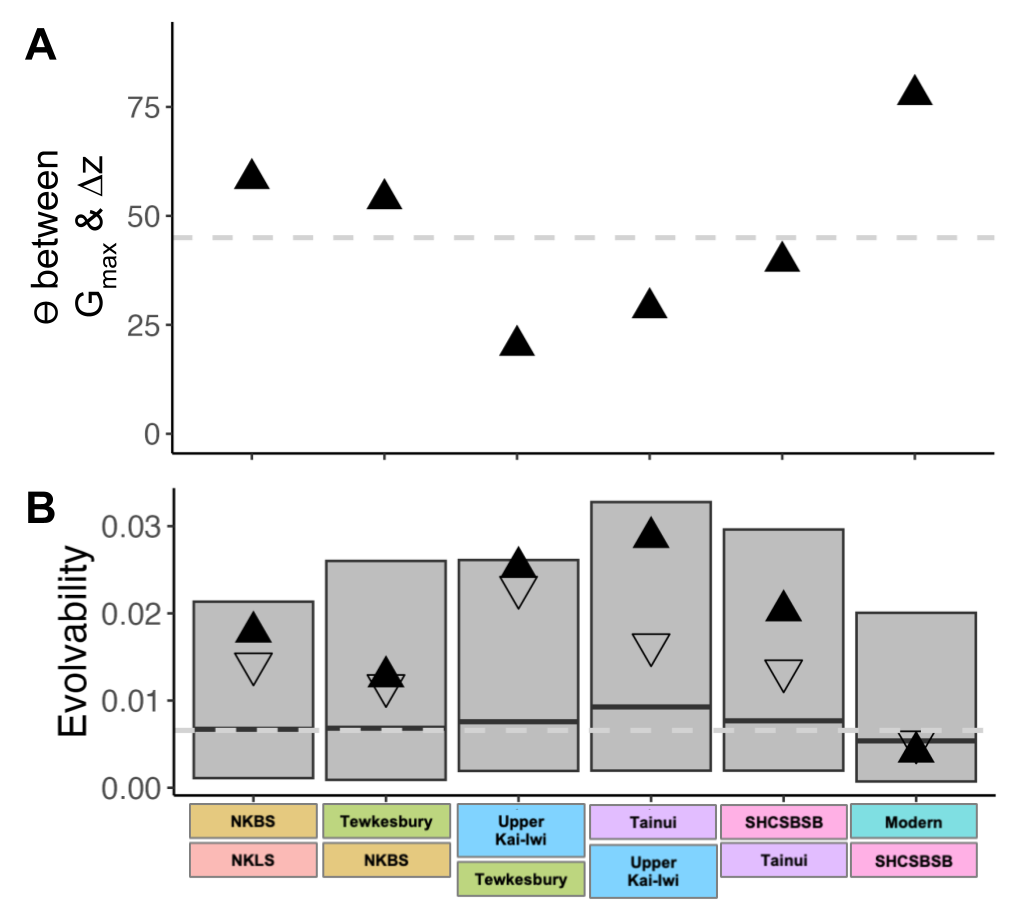 A
Ɵ between
Gmax & Δz
75
50
25
0
B
Evolvability
0.03
0.02
0.01
0.00
NKBS
NKLS
Tewkesbury
NKBS
Upper
Kai-Iwi
Tewkesbury
Tainui
Upper
Kai-Iwi
SHCSBSB
Tainui
Modern
SHCSBSB